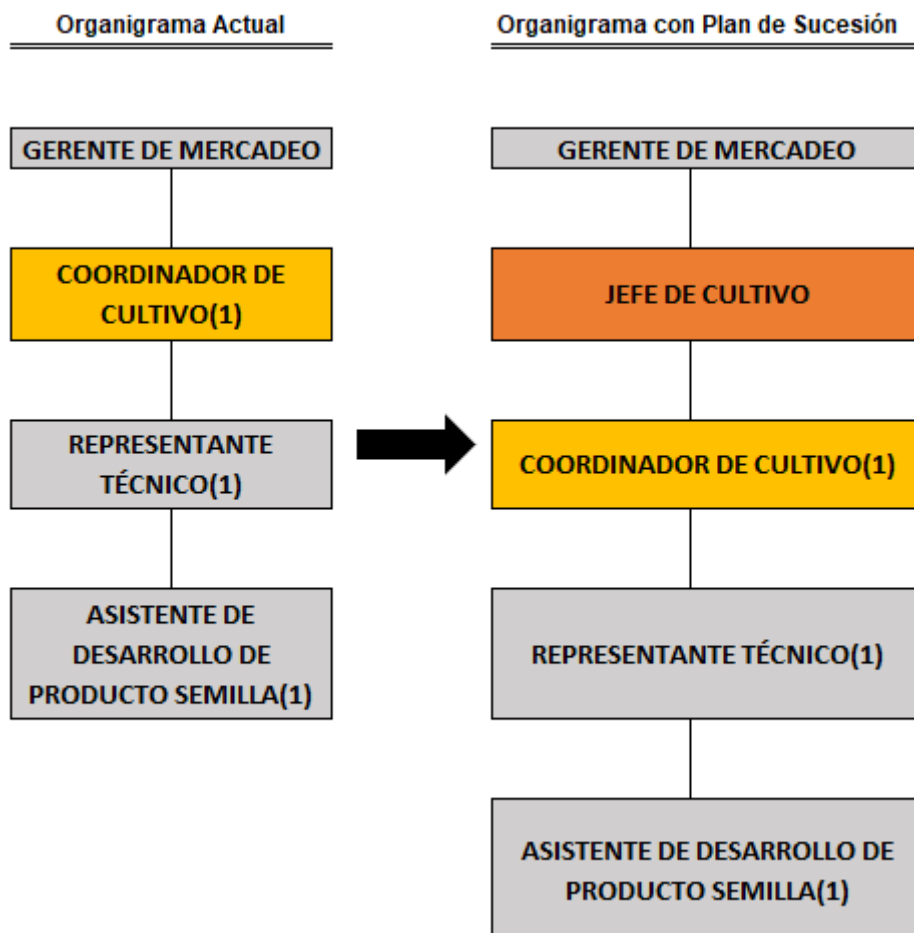 Organigrama Actual
GERENTE DE MERCADEO
COORDINADOR DE
CULTIVO(1)
REPRESENTANTE
TÉCNICO(1)
ASISTENTE DE
DESARROLLO DE
PRODUCTO SEMILLA(1)
Organigrama con Plan de Sucesión
GERENTE DE MERCADEO
JEFE DE CULTIVO
COORDINADOR DE CULTIVO(1)
REPRESENTANTE TÉCNICO(1)
ASISTENTE DE DESARROLLO DE
PRODUCTO SEMILLA(1)